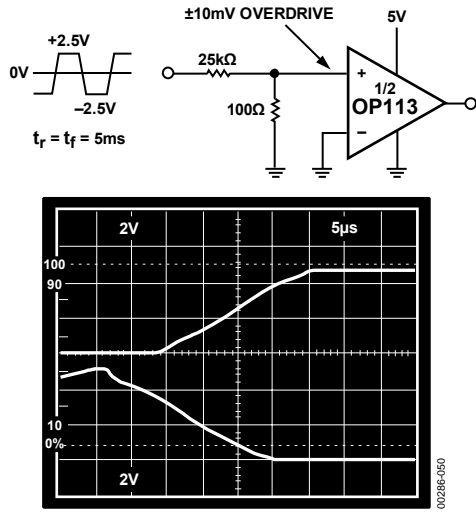 ±10mV OVERDRIVE
+2.5V
0V
–2.5V
tr = tf = 5ms
25kΩ
100Ω
5V
+
1/2
OP113
–
2V
5µs
100
90
10
0%
2V
00286-050